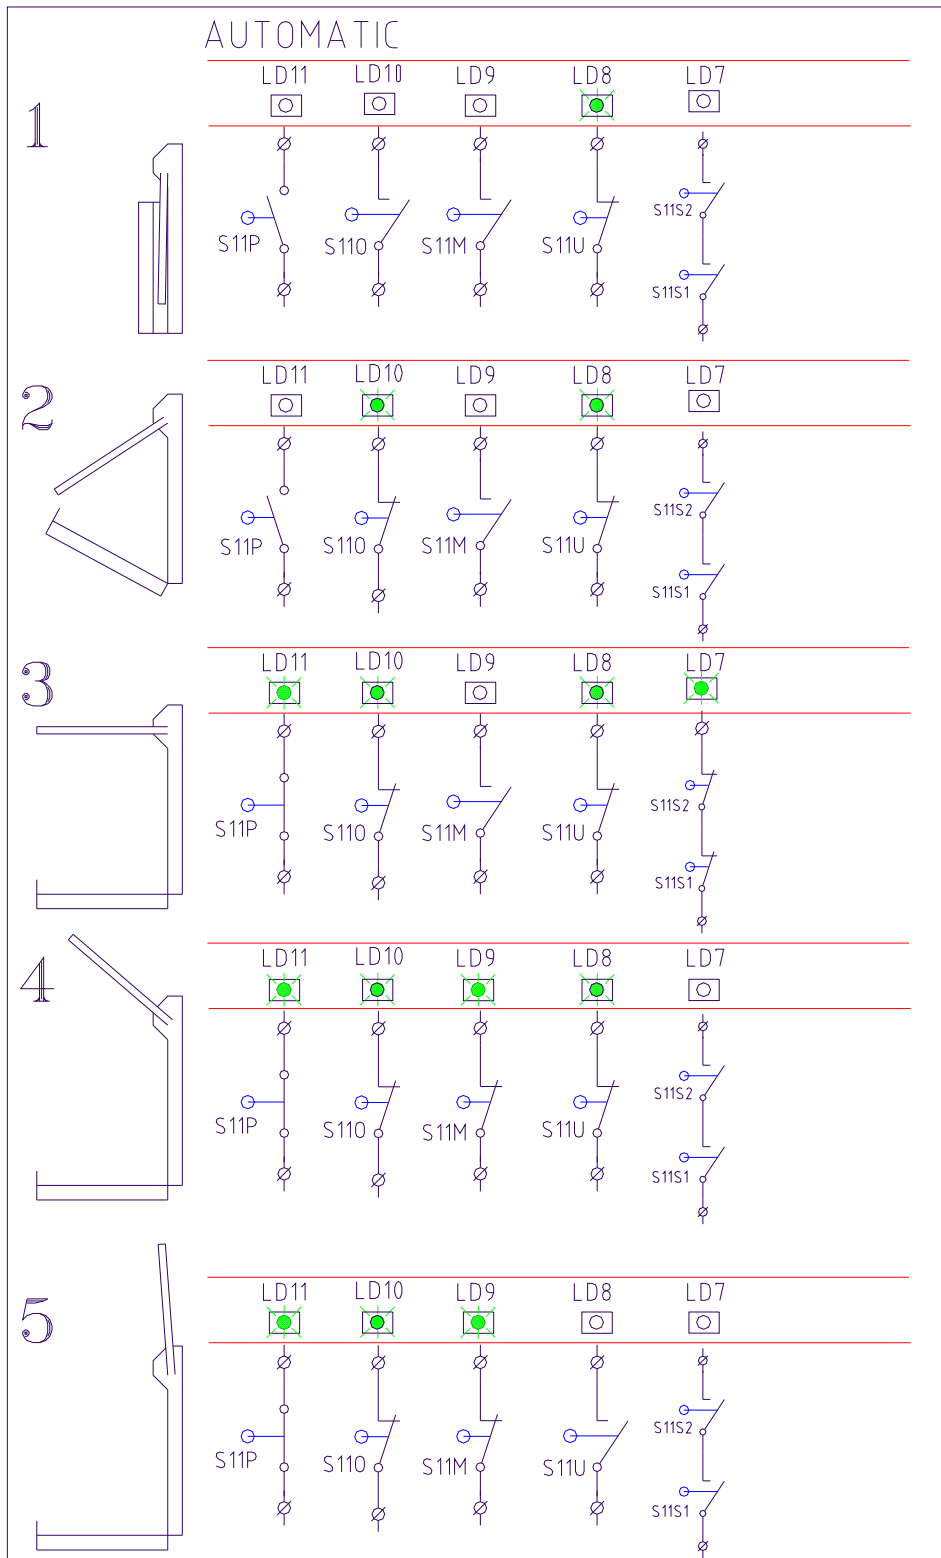 AUTOMATIC
1
LD11 LD10 LD9 LD8 LD7
S11P S11O S11M S11U S11S2
S11S1
2
LD11 LD10 LD9 LD8 LD7
S11P S11O S11M S11U S11S2
S11S1
3
LD11 LD10 LD9 LD8 LD7
S11P S11O S11M S11U S11S2
S11S1
4
LD11 LD10 LD9 LD8 LD7
S11P S11O S11M S11U S11S2
S11S1
5
LD11 LD10 LD9 LD8 LD7
S11P S11O S11M S11U S11S2
S11S1